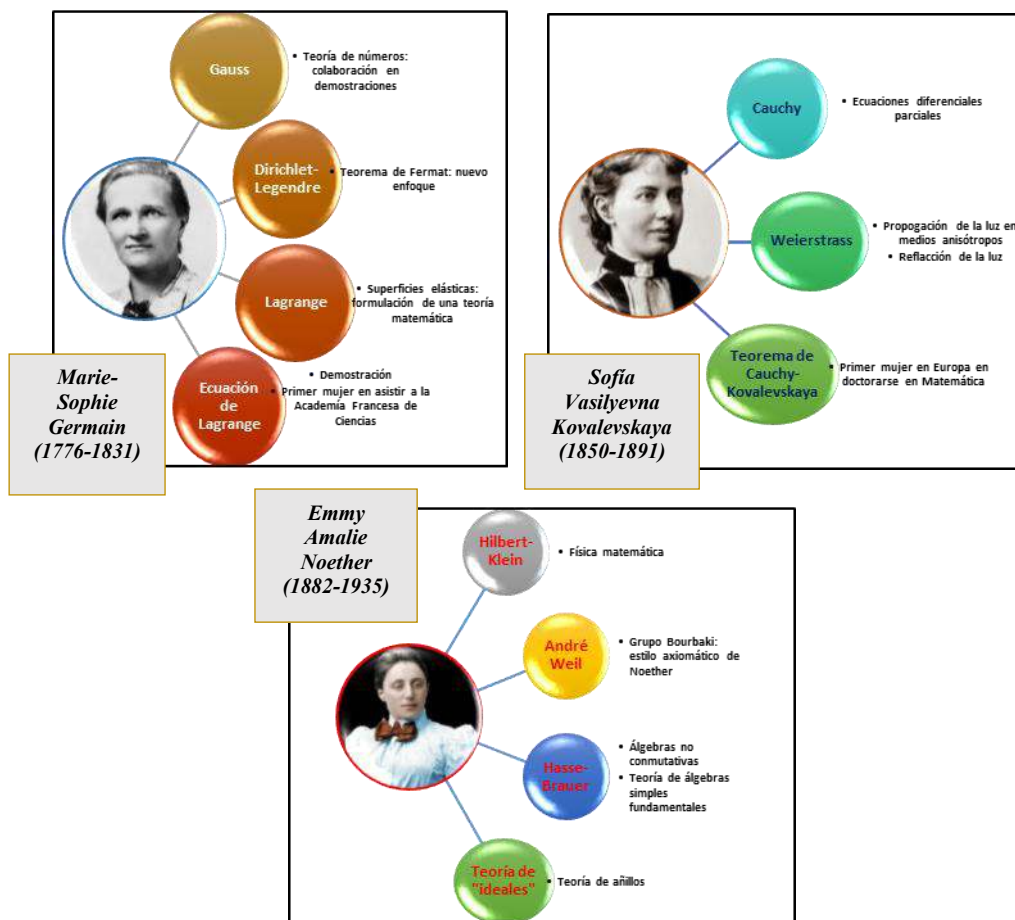 Gauss
▪ Teoría de números:
colaboración en
demostraciones
Dirichlet-
Legendre
▪ Teorema de Fermat: nuevo
enfoque
Lagrange
▪ Superficies elásticas:
formulación de una teoría
matemática
Ecuación
de
Lagrange
▪ Demostración
▪ Primer mujer en asistir a la
Academía Francesa de
Ciencias
Marie-
Sophie
Germain
(1776-1831)
Cauchy
▪ Ecuaciones diferenciales
parciales
Weierstrass
▪ Propogación de la luz en
medios anisótropos
▪ Reflacción de la luz
Teorema de
Cauchy-
Kovalevskaya
▪ Primer mujer en Europa en
doctorarse en Matemática
Sofía
Vasilyevna
Kovalevskaya
(1850-1891)
Emmy
Amalie
Noether
(1882-1935)
Hilbert-
Klein
▪ Física matemática
André
Weil
▪ Grupo Bourbaki:
estilo axiomático de
Noether
Hasse-
Brauer
▪ Álgebras no
conmutativas
▪ Teoría de álgebras
simples
fundamentales
Teoría de
"ideales"
▪ Teoría de añillos